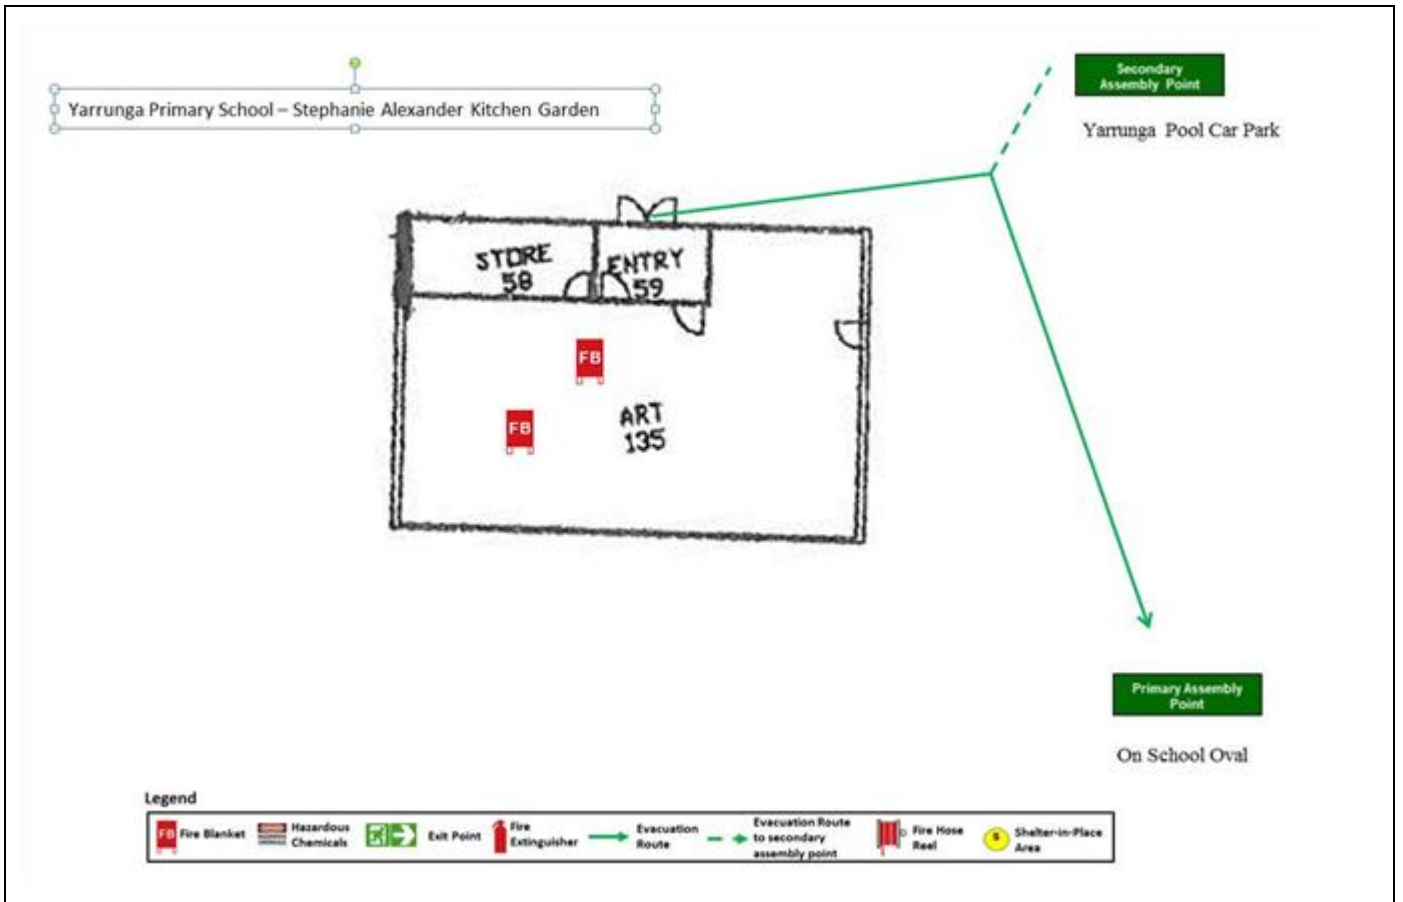 Secondary
Assembly Point
Yarrunga Primary School – Stephanie Alexander Kitchen Garden
Yarrunga Pool Car Park
STORE
58
ENTRY
59
FB
FB
ART
135
Primary Assembly
Point
On School Oval
Legend
FB Fire Blanket
Hazardous
Chemicals
Exit Point
Fire
Extinguisher
Evacuation
Route
Evacuation Route
to secondary
assembly point
Fire Hose
Reel
S
Shelter-in-Place
Area